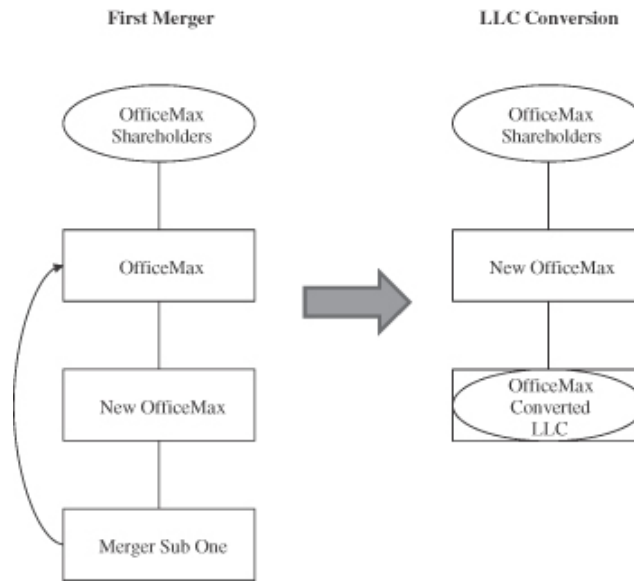 First Merger
OfficeMax
Shareholders
OfficeMax
New OfficeMax
Merger Sub One
LLC Conversion
OfficeMax
Shareholders
New OfficeMax
OfficeMax
Converted
LLC